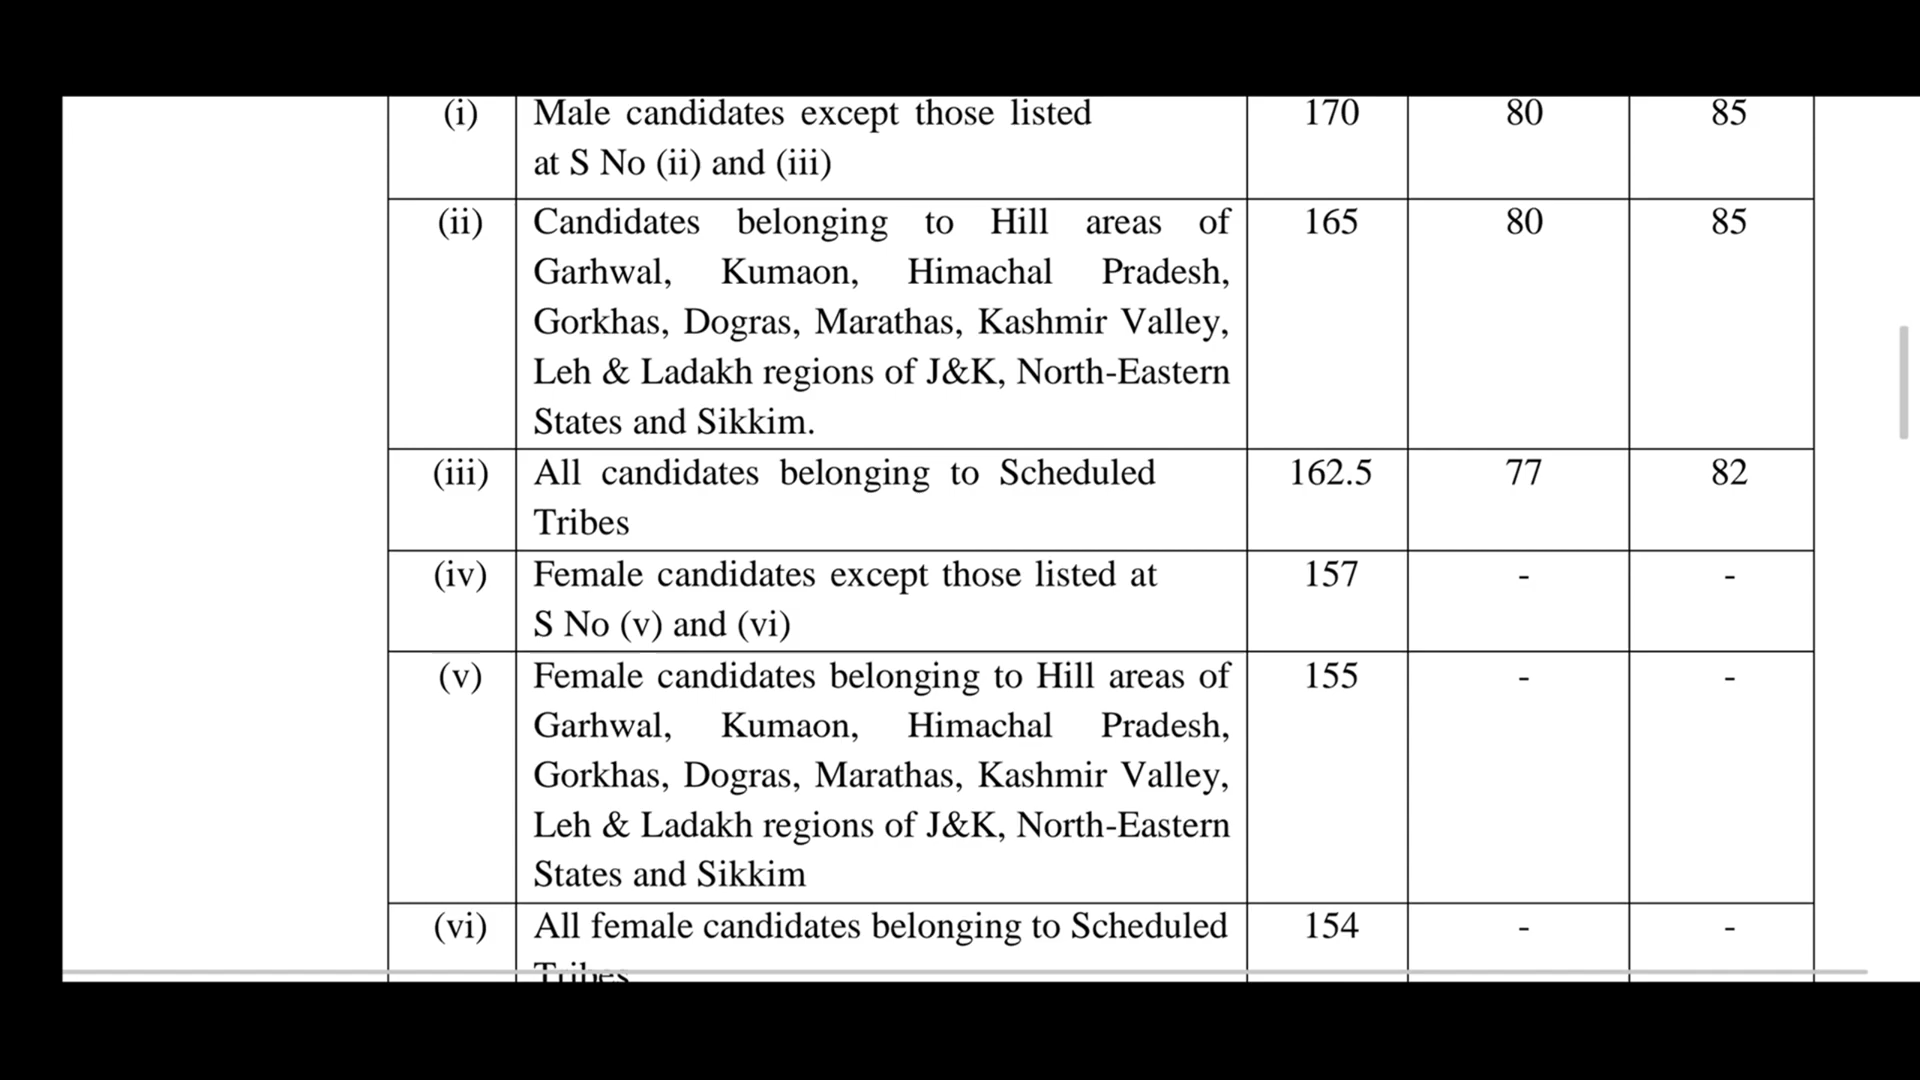 (i) Male candidates except those listed 170 80 85
at S No (ii) and (iii)
(ii) Candidates belonging to Hill areas of 165 80 85
Garhwal, Kumaon, Himachal Pradesh,
Gorkhas, Dogras, Marathas, Kashmir Valley,
Leh & Ladakh regions of J&K, North-Eastern
States and Sikkim.
(iii) All candidates belonging to Scheduled 162.5 77 82
Tribes
(iv) Female candidates except those listed at 157 - -
S No (v) and (vi)
(v) Female candidates belonging to Hill areas of 155 - -
Garhwal, Kumaon, Himachal Pradesh,
Gorkhas, Dogras, Marathas, Kashmir Valley,
Leh & Ladakh regions of J&K, North-Eastern
States and Sikkim
(vi) All female candidates belonging to Scheduled 154 - -
Tribes